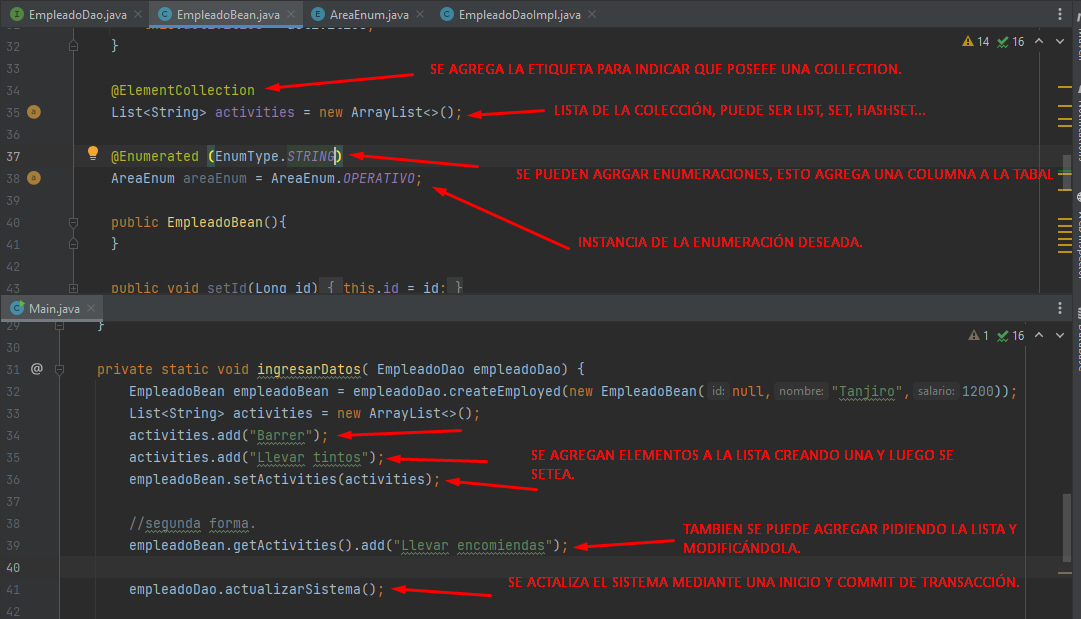 EmpleadoDao.java EmpleadoBean.java AreaEnum.java EmpleadoDaoImpl.java
32 }
14 16
33
SE AGREGA LA ETIQUETA PARA INDICAR QUE POSEEE UNA COLLECTION.
34 @ElementCollection
35 List<String> activities = new ArrayList<>();
LISTA DE LA COLECCIÓN, PUEDE SER LIST, SET, HASHSET...
36
37 @Enumerated (EnumType.STRING)
SE PUEDEN AGRGAR ENUMERACIONES, ESTO AGREGA UNA COLUMNA A LA TABAL
38 AreaEnum areaEnum = AreaEnum.OPERATIVO;
39
40 public EmpleadoBean(){
41 }
INSTANCIA DE LA ENUMERACIÓN DESEADA.
42
43 public void setId(Long id) { this.id = id; }
Main.java
29 }
1 16
30
31 @ private static void ingresarDatos( EmpleadoDao empleadoDao) {
32 EmpleadoBean empleadoBean = empleadoDao.createEmployed(new EmpleadoBean( id: null, nombre: "Tanjiro", salario: 1200));
33 List<String> activities = new ArrayList<>();
34 activities.add("Barrer");
35 activities.add("Llevar tintos");
SE AGREGAN ELEMENTOS A LA LISTA CREANDO UNA Y LUEGO SE
SETEA.
36 empleadoBean.setActivities(activities);
37
38 //segunda forma.
TAMBIEN SE PUEDE AGREGAR PIDIENDO LA LISTA Y
MODIFICÁNDOLA.
39 empleadoBean.getActivities().add("Llevar encomiendas");
40
SE ACTALIZA EL SISTEMA MEDIANTE UNA INICIO Y COMMIT DE TRANSACCIÓN.
41 empleadoDao.actualizarSistema();
42